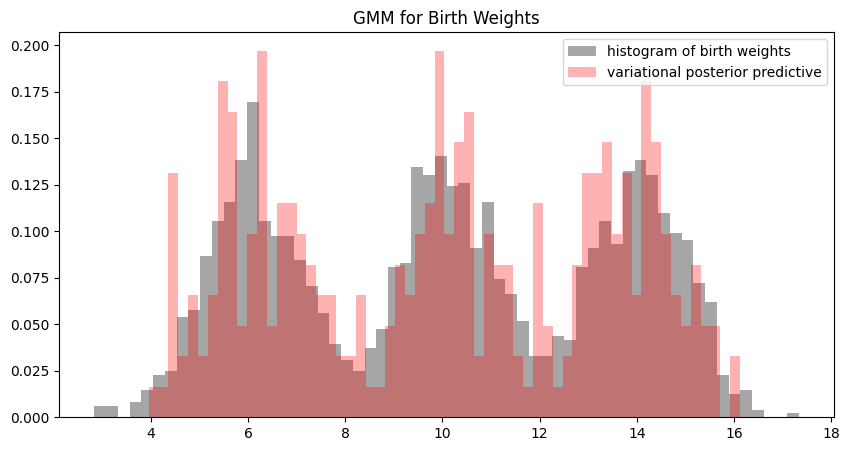 GMM for Birth Weights
histogram of birth weights
variational posterior predictive
0.200
0.175
0.150
0.125
0.100
0.075
0.050
0.025
0.000
4 6 8 10 12 14 16 18